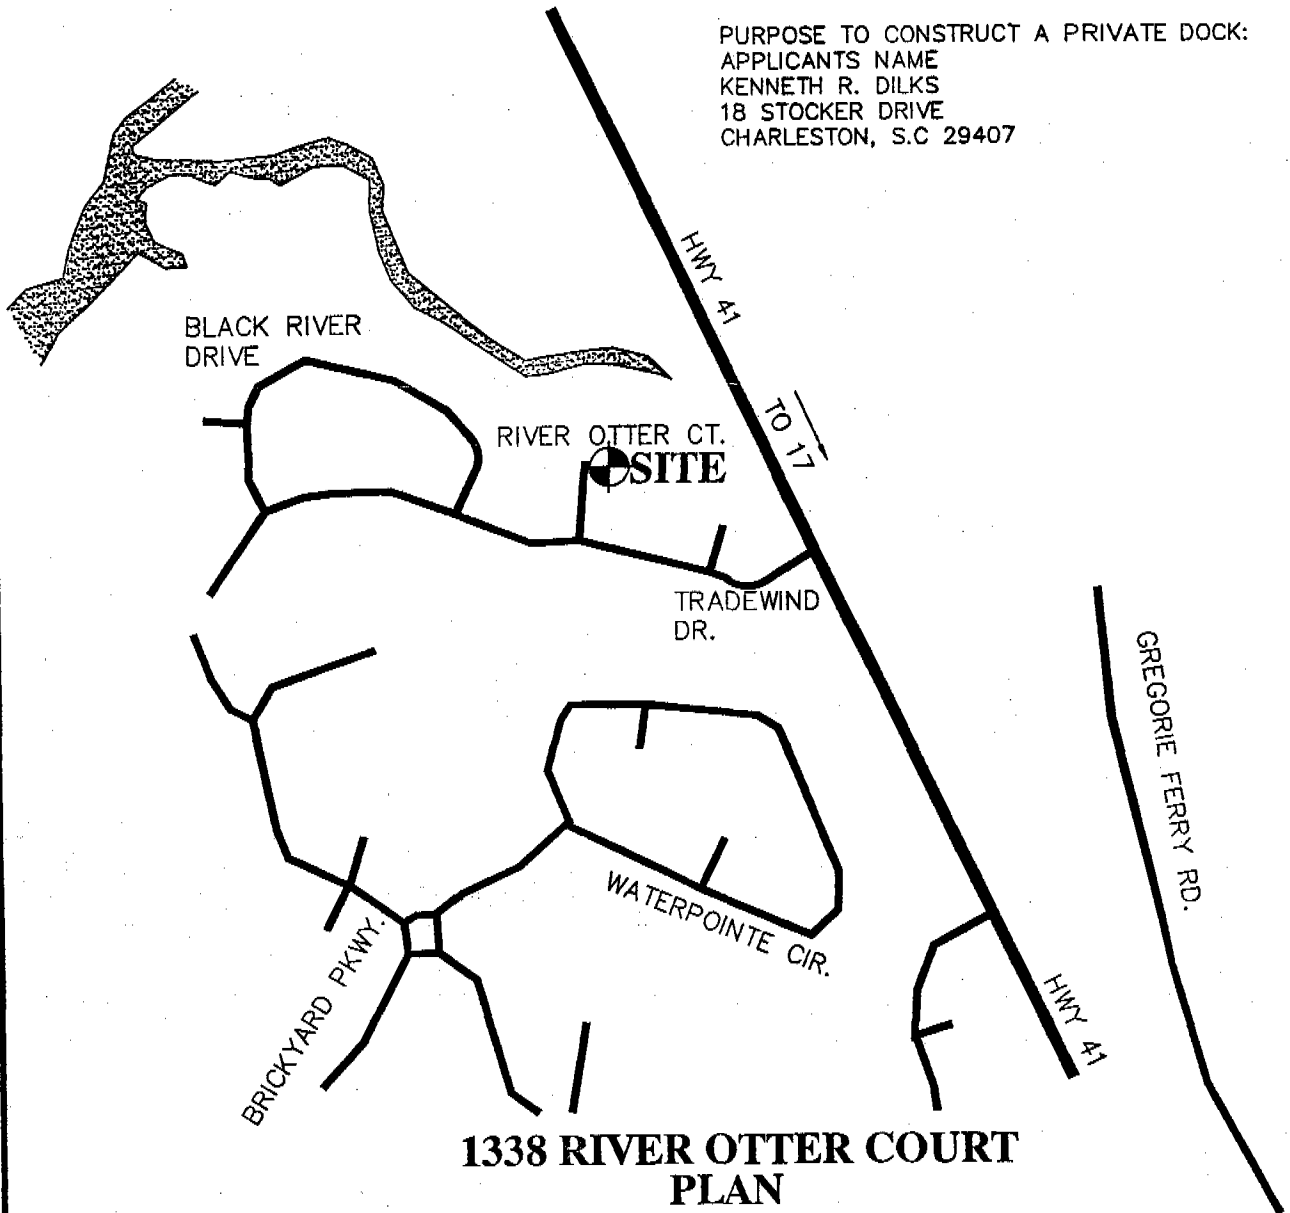 PURPOSE TO CONSTRUCT A PRIVATE DOCK:
APPLICANTS NAME
KENNETH R. DILKS
18 STOCKER DRIVE
CHARLESTON, S.C 29407
HWY 41
BLACK RIVER
DRIVE
TO 17
RIVER OTTER CT.
SITE
TRADEWIND
DR.
GREGORIE FERRY RD.
WATERPOINTE CIR.
BRICKYARD PKWY.
HWY 41
1338 RIVER OTTER COURT
PLAN